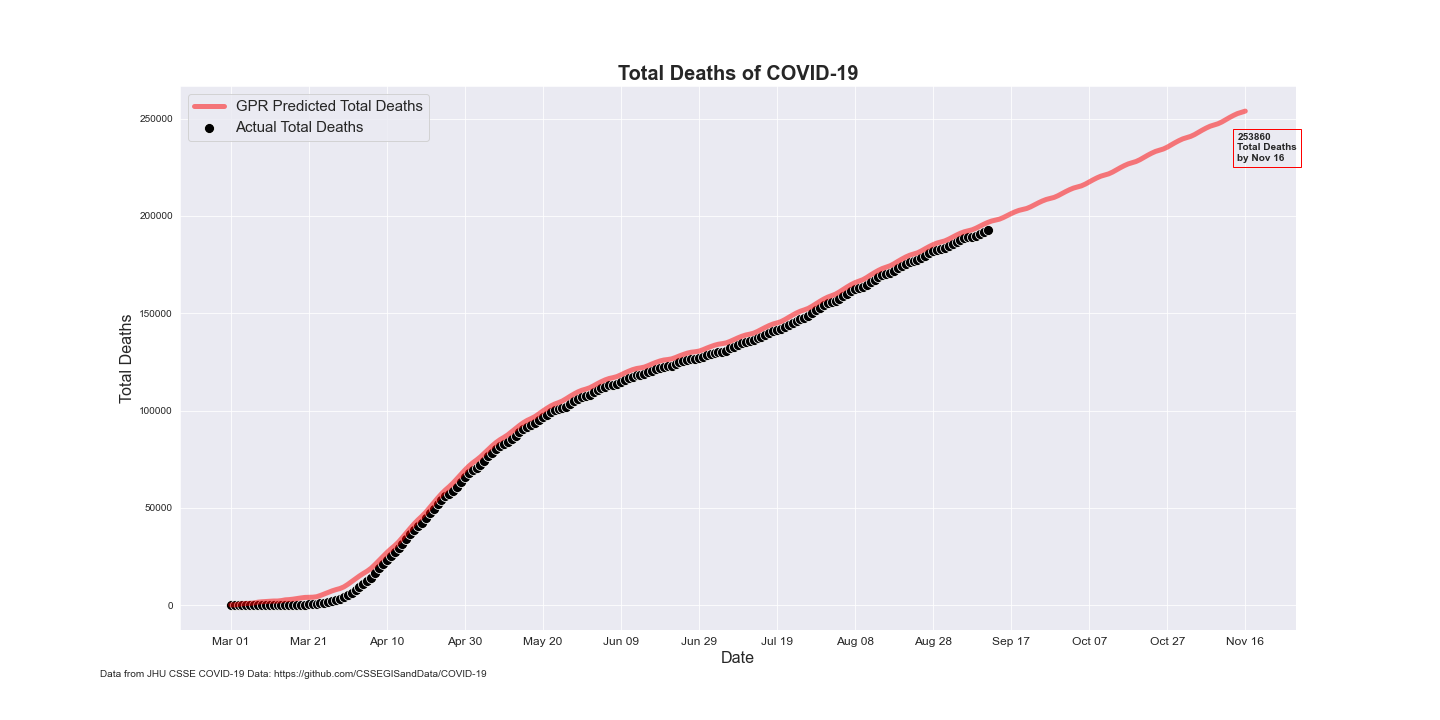 Total Deaths of COVID-19
GPR Predicted Total Deaths
Actual Total Deaths
253860
Total Deaths
by Nov 16
Total Deaths
250000
200000
150000
100000
50000
0
Mar 01 Mar 21 Apr 10 Apr 30 May 20 Jun 09 Jun 29 Jul 19 Aug 08 Aug 28 Sep 17 Oct 07 Oct 27 Nov 16
Date
Data from JHU CSSE COVID-19 Data: https://github.com/CSSEGISandData/COVID-19